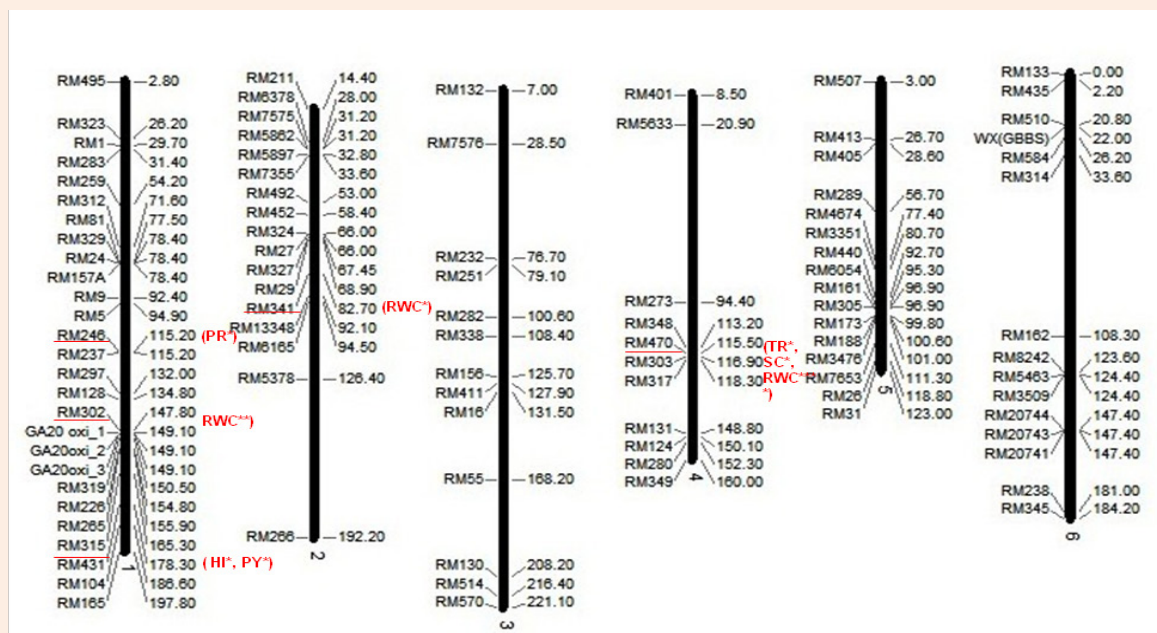 RM495 2.80
RM323 26.20
RM1 29.70
RM283 31.40
RM259 54.20
RM312 71.60
RM81 77.50
RM329 78.40
RM24 78.40
RM157A 78.40
RM9 92.40
RM5 94.90
RM246 115.20 (PR*)
RM237 115.20
RM297 132.00
RM128 134.80
RM302 147.80 RWC**)
GA20 oxi_1 149.10
GA20oxi_2 149.10
GA20oxi_3 149.10
RM319 150.50
RM226 154.80
RM265 155.90
RM315 165.30
RM431 178.30 (HI*, PY*)
RM104 186.60
RM165 197.80
1
RM211 14.40
RM6378 28.00
RM7575 31.20
RM5862 31.20
RM5897 32.80
RM7355 33.60
RM492 53.00
RM452 58.40
RM324 66.00
RM27 66.00
RM327 67.45
RM29 68.90
RM341 82.70 (RWC*)
RM13348 92.10
RM6165 94.50
RM5378 126.40
RM266 192.20
2
RM132 7.00
RM7576 28.50
RM232 76.70
RM251 79.10
RM282 100.60
RM338 108.40
RM156 125.70
RM411 127.90
RM16 131.50
RM55 168.20
RM130 208.20
RM514 216.40
RM570 221.10
3
RM401 8.50
RM5633 20.90
RM273 94.40
RM348 113.20
RM470 115.50 (TR*,
RM303 116.90 SC*,
RM317 118.30 RWC**
*)
RM131 148.80
RM124 150.10
RM280 152.30
RM349 160.00
4
RM507 3.00
RM413 26.70
RM405 28.60
RM289 56.70
RM4674 77.40
RM3351 80.70
RM440 92.70
RM6054 95.30
RM161 96.90
RM305 96.90
RM173 99.80
RM188 100.60
RM3476 101.00
RM7653 111.30
RM26 118.80
RM31 123.00
5
RM133 0.00
RM435 2.20
RM510 20.80
WX(GBBS) 22.00
RM584 26.20
RM314 33.60
RM162 108.30
RM8242 123.60
RM5463 124.40
RM3509 124.40
RM20744 147.40
RM20743 147.40
RM20741 147.40
RM238 181.00
RM345 184.20
6